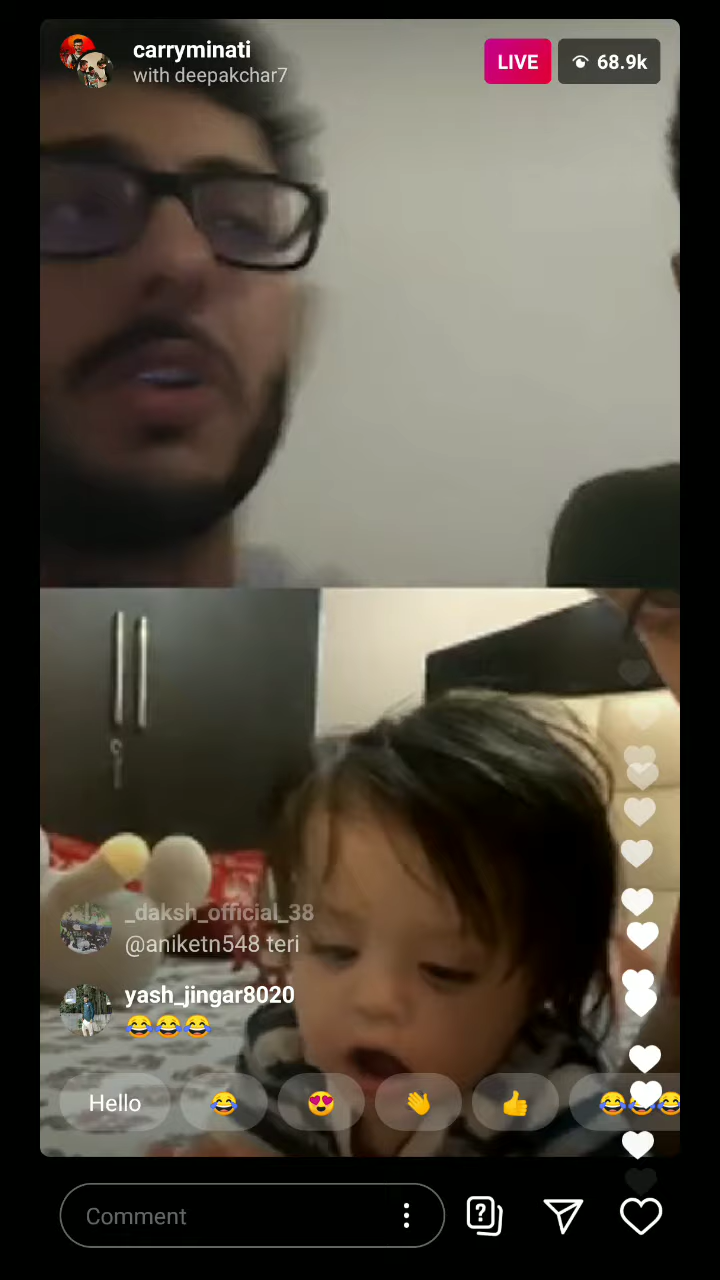 carryminati
with deepakchar7
LIVE
68.9k
_daksh_official_38
@aniketn548 teri
yash_jingar8020
😂😂😂
Hello 😂 😍 👋 👍 😂😂😂
Comment